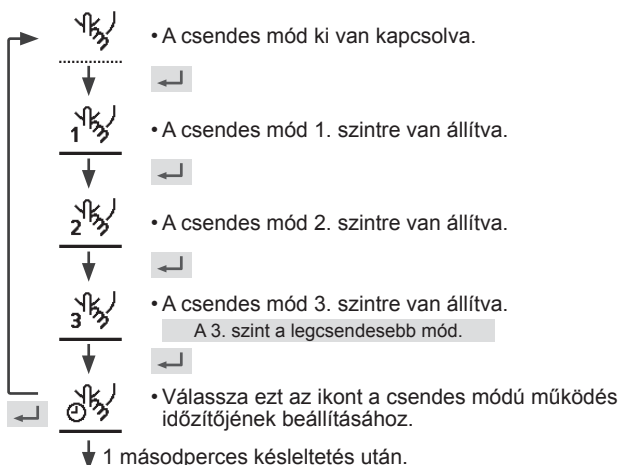 • A csendes mód ki van kapcsolva.
1
• A csendes mód 1. szintre van állítva.
2
• A csendes mód 2. szintre van állítva.
3
• A csendes mód 3. szintre van állítva.
A 3. szint a legcsendesebb mód.
• Válassza ezt az ikont a csendes módú működés
időzítőjének beállításához.
1 másodperces késleltetés után.